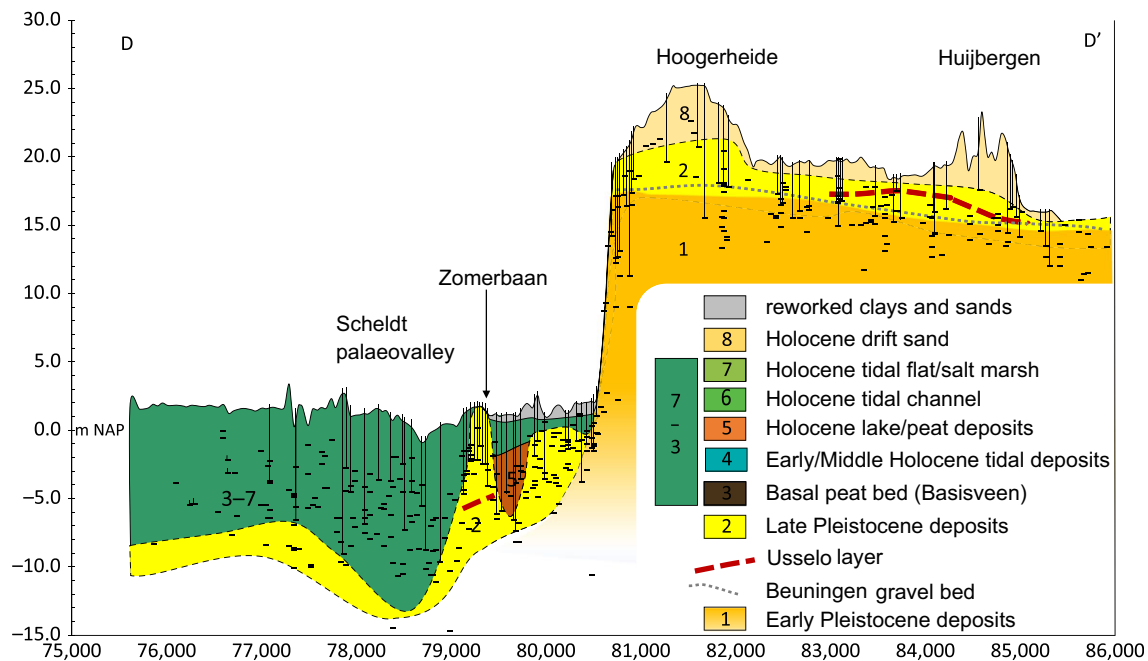 30.0
25.0
20.0
15.0
10.0
5.0
0.0
m NAP
−5.0
−10.0
−15.0
D
D’
Hoogerheide
Huijbergen
8
2
1
Zomerbaan
Scheldt
palaeovalley
3–7
5
2
reworked clays and sands
8 Holocene drift sand
7 Holocene tidal flat/salt marsh
6 Holocene tidal channel
5 Holocene lake/peat deposits
4 Early/Middle Holocene tidal deposits
3 Basal peat bed (Basisveen)
7
–
3
2 Late Pleistocene deposits
Usselo layer
Beuningen gravel bed
1 Early Pleistocene deposits
75,000 76,000 77,000 78,000 79,000 80,000 81,000 82,000 83,000 84,000 85,000 86,000